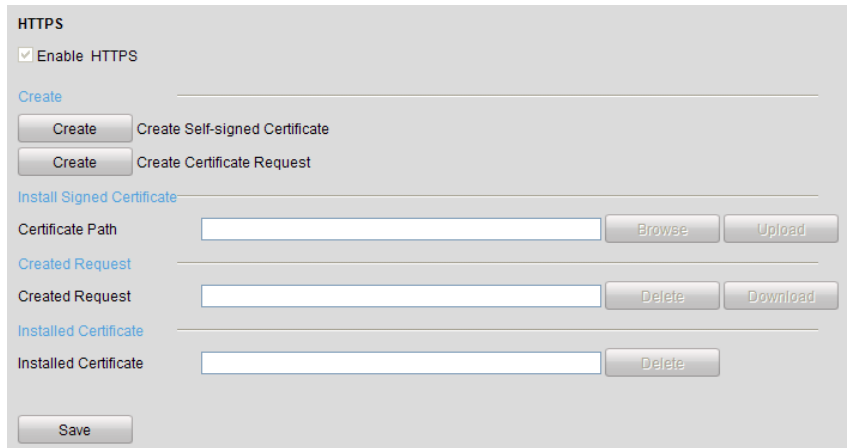 HTTPS
Enable HTTPS
Create
Create Create Self-signed Certificate
Create Create Certificate Request
Install Signed Certificate
Certificate Path Browse Upload
Created Request
Created Request Delete Download
Installed Certificate
Installed Certificate Delete
Save